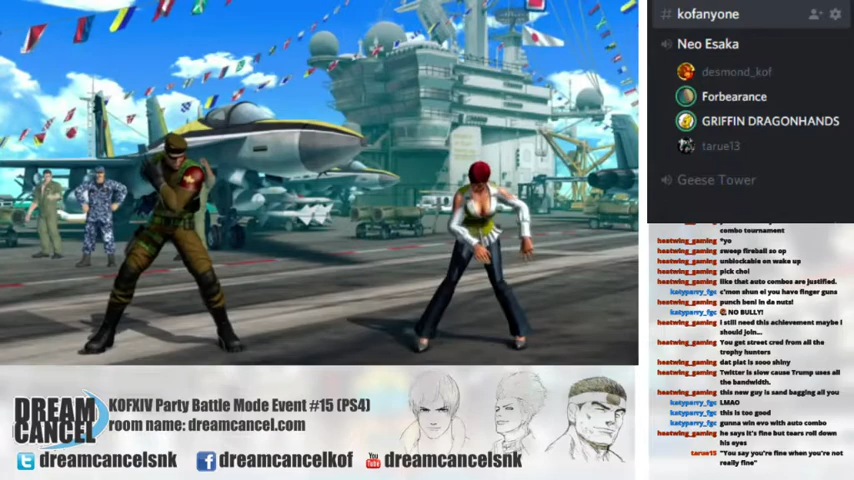 # kofanyone
Neo Esaka
desmond_kof
Forbearance
GRIFFIN DRAGONHANDS
tarue13
Geese Tower
combo tournament
heatwing_gaming "yo
heatwing_gaming sweep fireball so op
heatwing_gaming unblockable on wake up
heatwing_gaming pick choi
heatwing_gaming like that auto combos are justified.
katyparry_fgc c'mon shun ei you have finger guns
heatwing_gaming punch beni in da nuts!
katyparry_fgc NO BULLY!
heatwing_gaming I still need this achievement maybe I
should join...
heatwing_gaming You get street cred from all the
trophy hunters
heatwing_gaming dat plat is sooo shiny
heatwing_gaming Twitter is slow cause Trump uses all
the bandwidth.
heatwing_gaming this new guy is sand bagging all you
katyparry_fgc LMAO
katyparry_fgc this is too good
katyparry_fgc gunna win evo with auto combo
heatwing_gaming he says it's fine but tears roll down
his eyes
tarue13 "You say you're fine when you're not
really fine"
DREAM
CANCEL
KOFXIV Party Battle Mode Event #15 (PS4)
room name: dreamcancel.com
dreamcancelsnk
dreamcancelkof
You
Tube
dreamcancelsnk